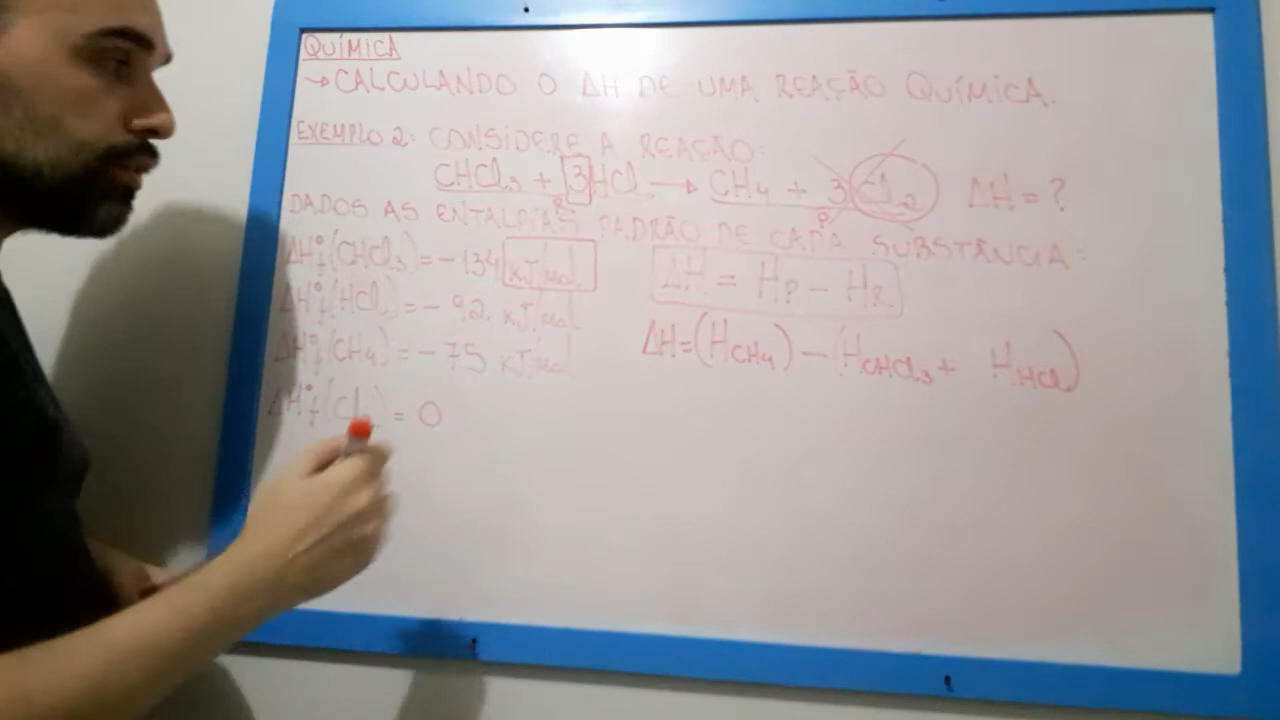 QUÍMICA
→CALCULANDO O ΔH DE UMA REAÇÃO QUÍMICA.
EXEMPLO 2: CONSIDERE A REAÇÃO:
CHCl₃ + 3HCl → CH₄ + 3Cl₂ ΔH = ?
R P
DADOS AS ENTALPIAS PADRÃO DE CADA SUBSTÂNCIA:
ΔH°f (CHCl₃) = - 134 kJ/mol
ΔH = Hp - HR
ΔH°f (HCl) = - 92 kJ/mol
ΔH = (HCH₄) - (HCHCl₃ + HHCl)
ΔH°f (CH₄) = - 75 kJ/mol
ΔH°f (Cl₂) = 0